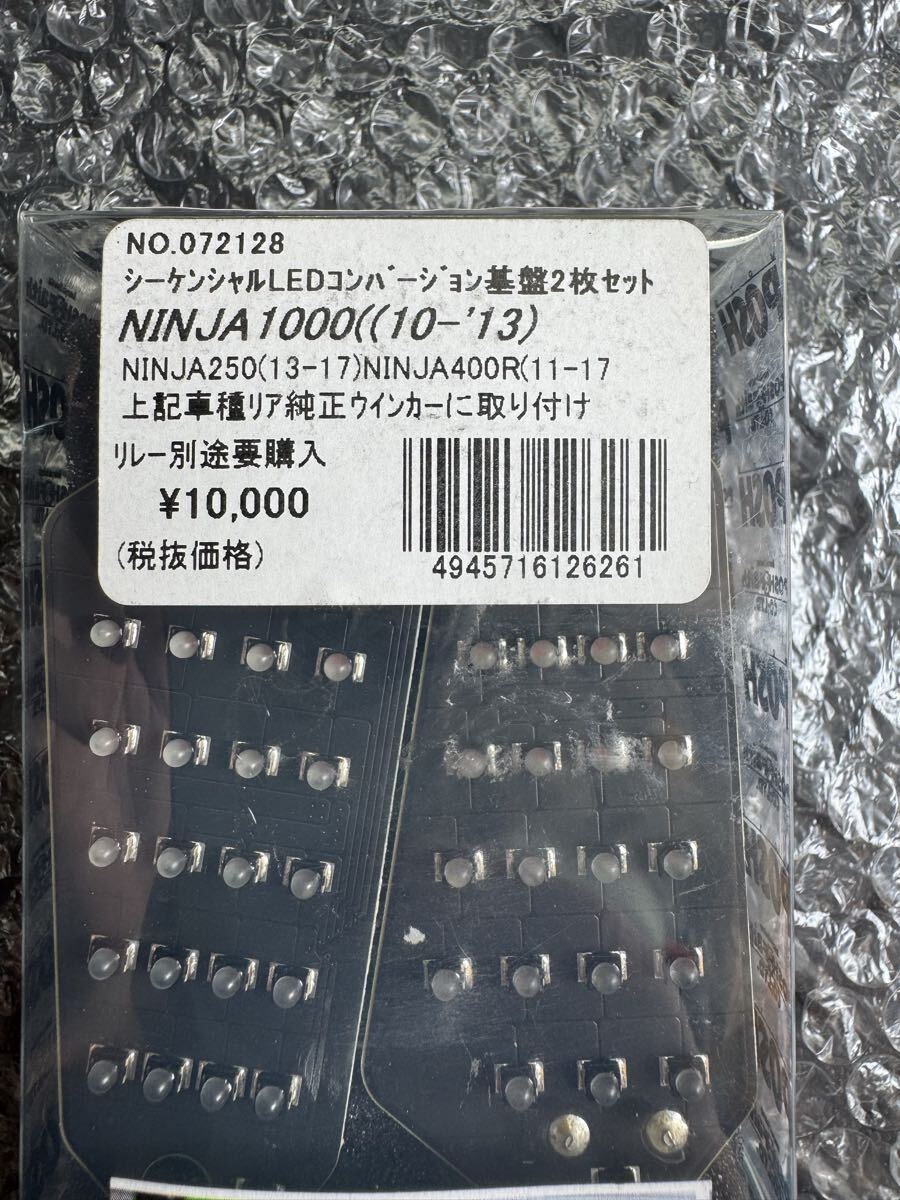 NO.072128
ｼｰｹﾝｼｬﾙLEDｺﾝﾊﾞｰｼﾞｮﾝ基盤2枚ｾｯﾄ
NINJA1000((10-'13)
NINJA250(13-17)NINJA400R(11-17
上記車種ﾘｱ純正ｳｲﾝｶｰに取り付け
ﾘﾚｰ別途要購入
¥10,000
(税抜価格)
4945716126261
POSH